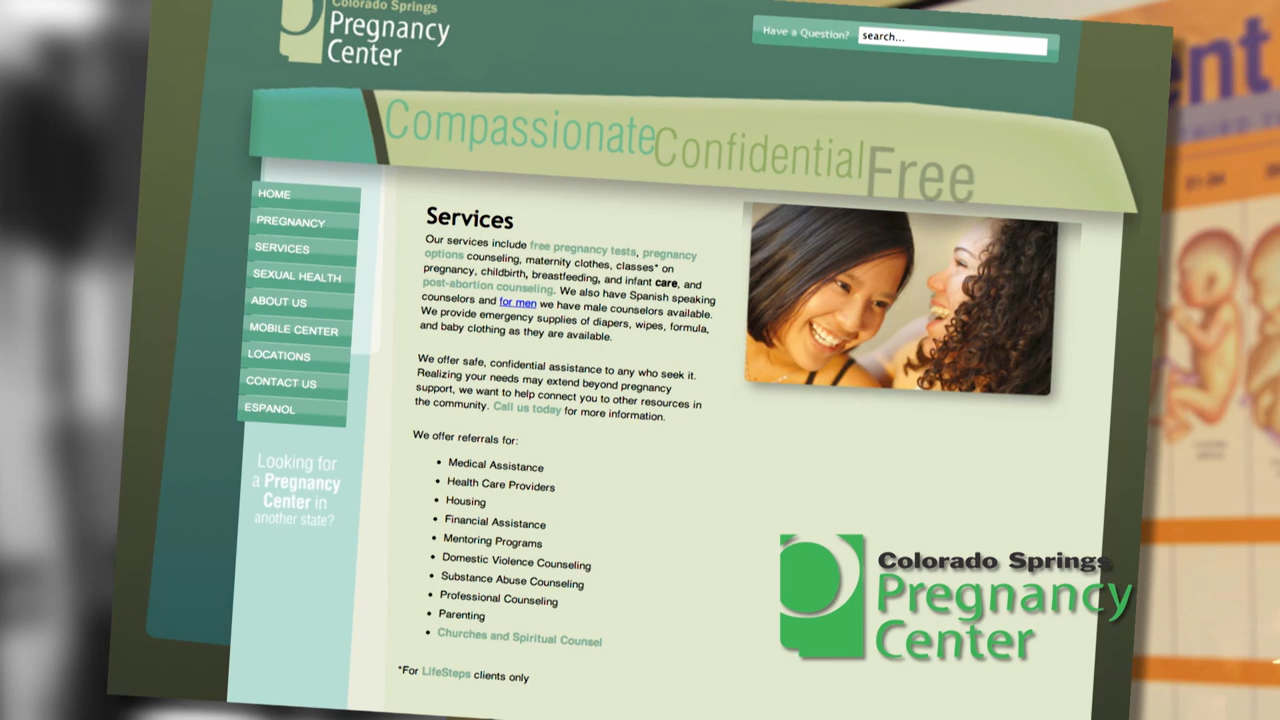 Colorado Springs
Pregnancy
Center
Have a Question?
search...
ent
Compassionate Confidential Free
HOME
PREGNANCY
SERVICES
SEXUAL HEALTH
ABOUT US
MOBILE CENTER
LOCATIONS
CONTACT US
ESPANOL
Looking for
a Pregnancy
Center in
another state?
Services
Our services include free pregnancy tests, pregnancy
options counseling, maternity clothes, classes* on
pregnancy, childbirth, breastfeeding, and infant care, and
post-abortion counseling. We also have Spanish speaking
counselors and for men we have male counselors available.
We provide emergency supplies of diapers, wipes, formula,
and baby clothing as they are available.
We offer safe, confidential assistance to any who seek it.
Realizing your needs may extend beyond pregnancy
support, we want to help connect you to other resources in
the community. Call us today for more information.
We offer referrals for:
• Medical Assistance
• Health Care Providers
• Housing
• Financial Assistance
• Mentoring Programs
• Domestic Violence Counseling
• Substance Abuse Counseling
• Professional Counseling
• Parenting
• Churches and Spiritual Counsel
*For LifeSteps clients only
Colorado Springs
Pregnancy
Center